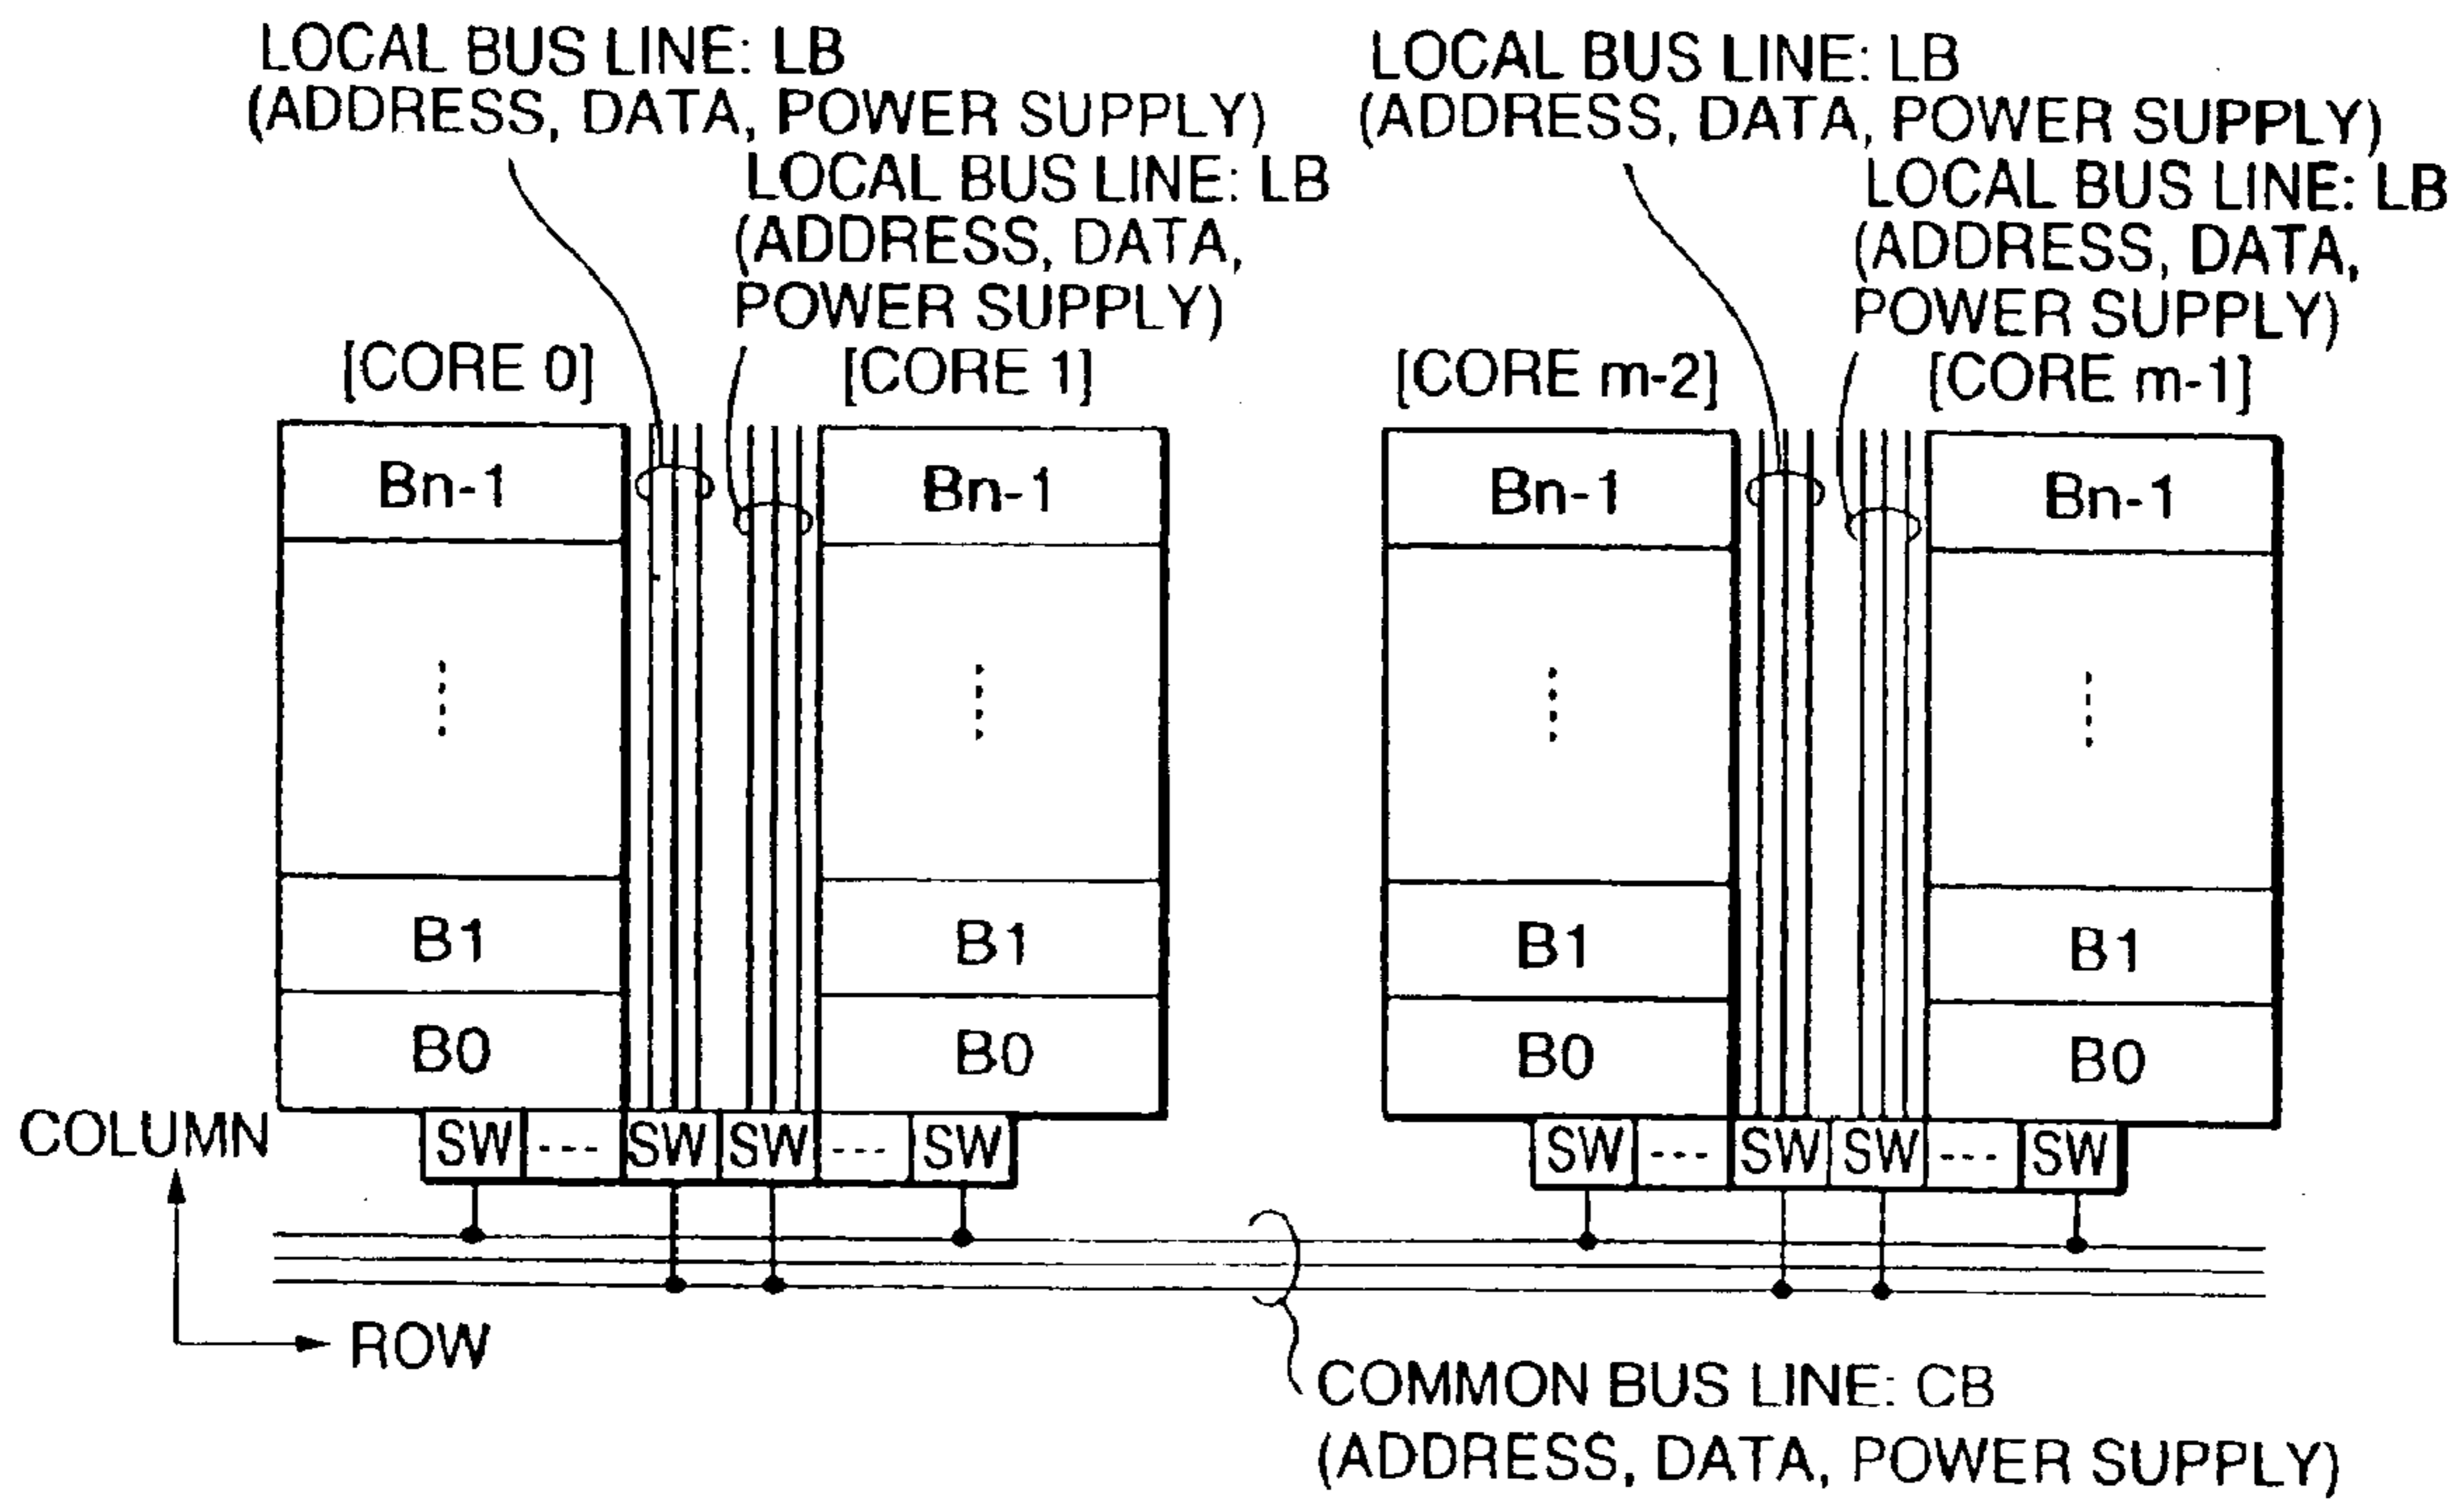 LOCAL BUS LINE: LB
(ADDRESS, DATA, POWER SUPPLY)
LOCAL BUS LINE: LB
(ADDRESS, DATA,
POWER SUPPLY)
LOCAL BUS LINE: LB
(ADDRESS, DATA, POWER SUPPLY)
LOCAL BUS LINE: LB
(ADDRESS, DATA,
POWER SUPPLY)
[CORE 0]
[CORE 1]
[CORE m-2]
[CORE m-1]
Bn-1
Bn-1
Bn-1
Bn-1
B1
B1
B1
B1
B0
B0
B0
B0
SW --- SW SW --- SW
SW --- SW SW --- SW
COLUMN
ROW
COMMON BUS LINE: CB
(ADDRESS, DATA, POWER SUPPLY)